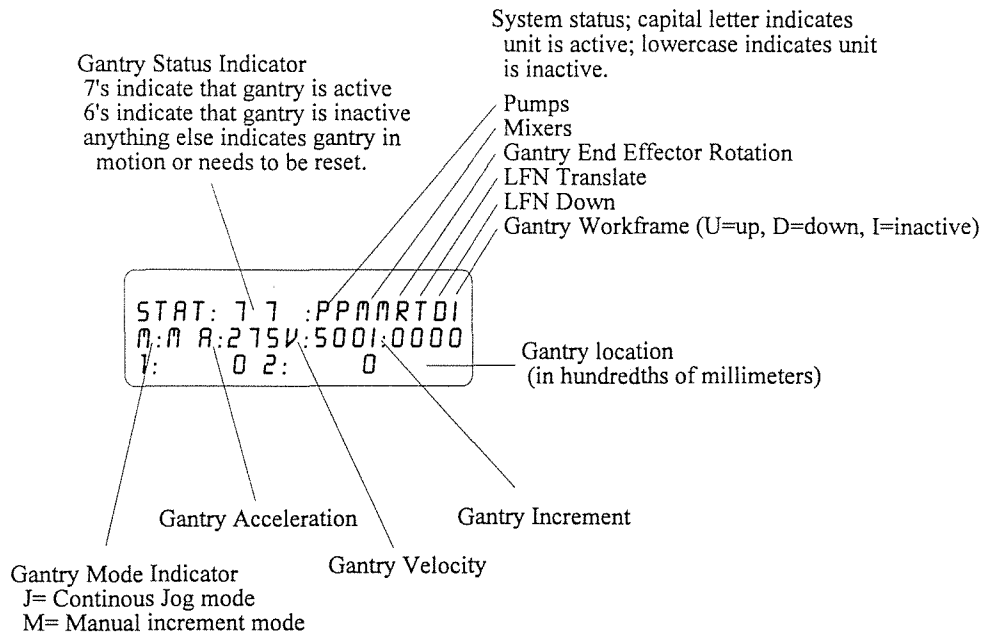 System status; capital letter indicates
unit is active; lowercase indicates unit
is inactive.
Gantry Status Indicator
7's indicate that gantry is active
6's indicate that gantry is inactive
anything else indicates gantry in
motion or needs to be reset.
Pumps
Mixers
Gantry End Effector Rotation
LFN Translate
LFN Down
Gantry Workframe (U=up, D=down, I=inactive)
STAT: 77 :PPMMRTDI
M:M A:275V:500I:0000
1: 0 2: 0
Gantry location
(in hundredths of millimeters)
Gantry Acceleration
Gantry Increment
Gantry Velocity
Gantry Mode Indicator
J= Continous Jog mode
M= Manual increment mode